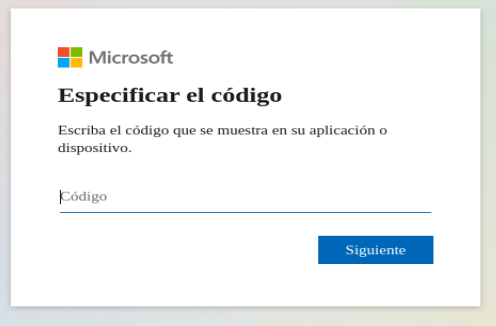 Microsoft
Especificar el código
Escriba el código que se muestra en su aplicación o
dispositivo.
Código
Siguiente